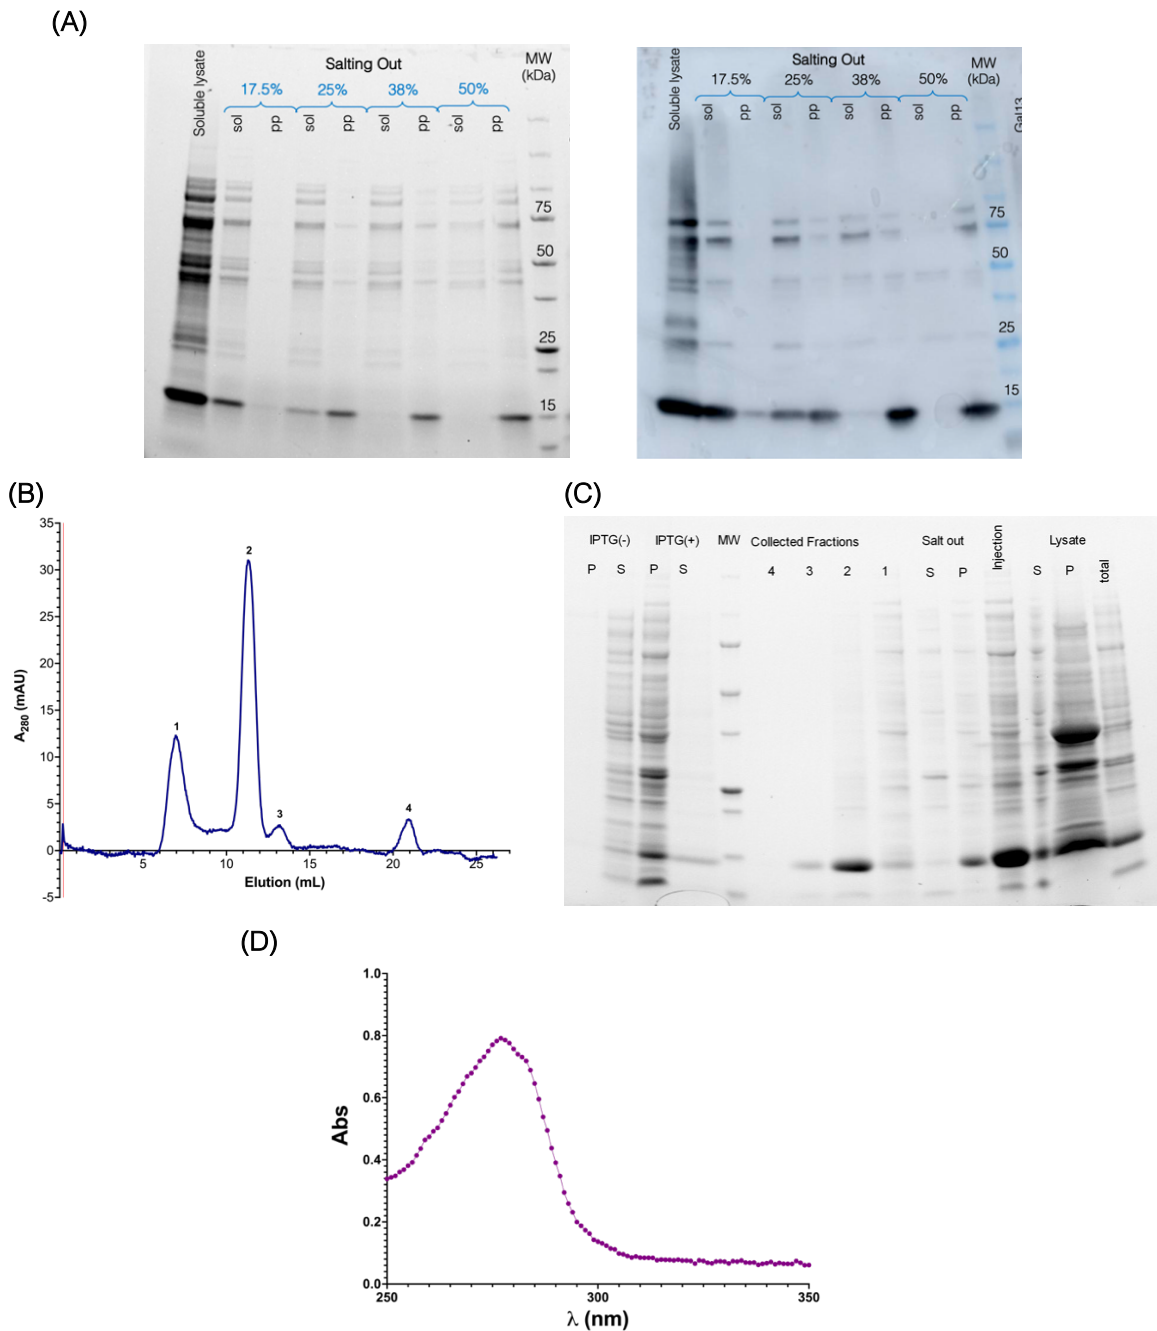 (A)
Soluble lysate
Salting Out
17.5% 25% 38% 50%
sol pp sol pp sol pp sol pp
MW
(kDa)
75
50
25
15
Soluble lysate
Salting Out
17.5% 25% 38% 50%
sol pp sol pp sol pp sol pp
MW
(kDa)
Gal13
75
50
25
15
(B)
35
30
25
20
15
10
5
0
-5
A280 (mAU)
1
2
3
4
5 10 15 20 25
Elution (mL)
(C)
IPTG(-) IPTG(+) MW Collected Fractions Salt out Injection Lysate
P S P S 4 3 2 1 S P S P total
(D)
1.0
0.8
0.6
0.4
0.2
0.0
Abs
250 300 350
λ (nm)